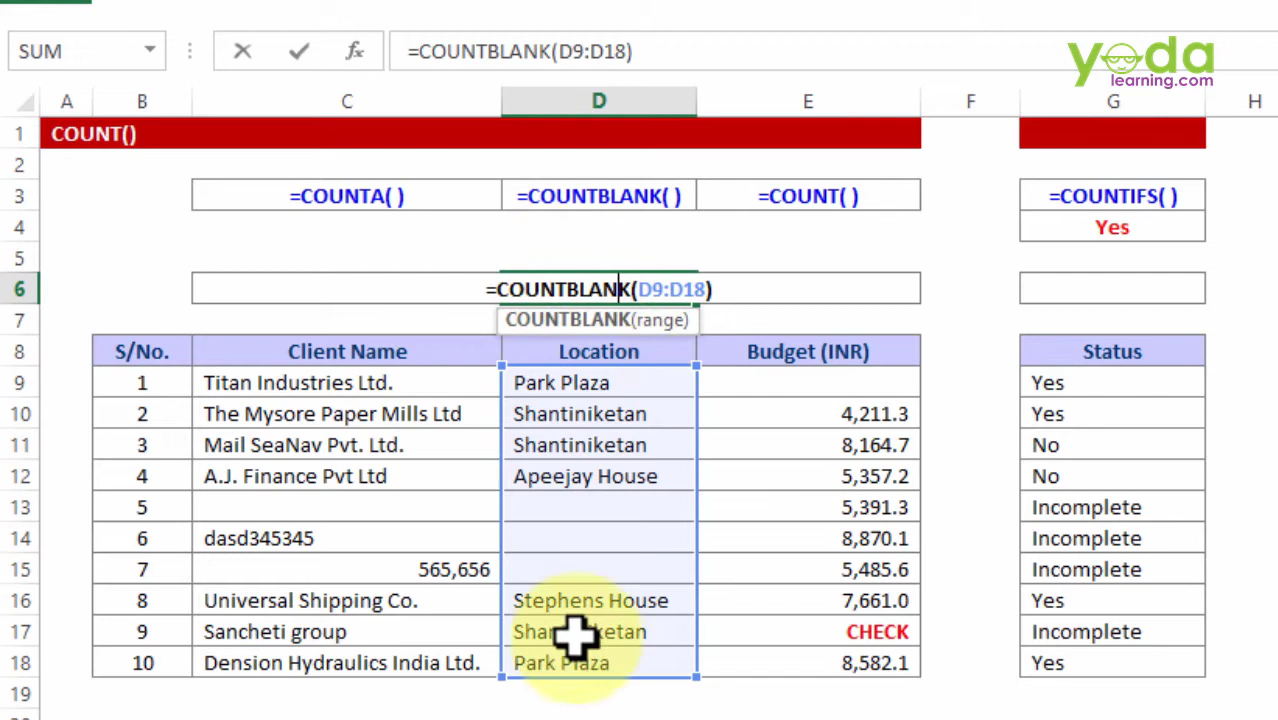 SUM =COUNTBLANK(D9:D18)
yoda
learning.com
A B C D E F G H
1 COUNT()
2
3 =COUNTA( ) =COUNTBLANK( ) =COUNT( ) =COUNTIFS( )
4 Yes
5
6 =COUNTBLANK(D9:D18)
7 COUNTBLANK(range)
8 S/No. Client Name Location Budget (INR) Status
9 1 Titan Industries Ltd. Park Plaza Yes
10 2 The Mysore Paper Mills Ltd Shantiniketan 4,211.3 Yes
11 3 Mail SeaNav Pvt. Ltd. Shantiniketan 8,164.7 No
12 4 A.J. Finance Pvt Ltd Apeejay House 5,357.2 No
13 5 5,391.3 Incomplete
14 6 dasd345345 8,870.1 Incomplete
15 7 565,656 5,485.6 Incomplete
16 8 Universal Shipping Co. Stephens House 7,661.0 Yes
17 9 Sancheti group Shantiniketan CHECK Incomplete
18 10 Dension Hydraulics India Ltd. Park Plaza 8,582.1 Yes
19